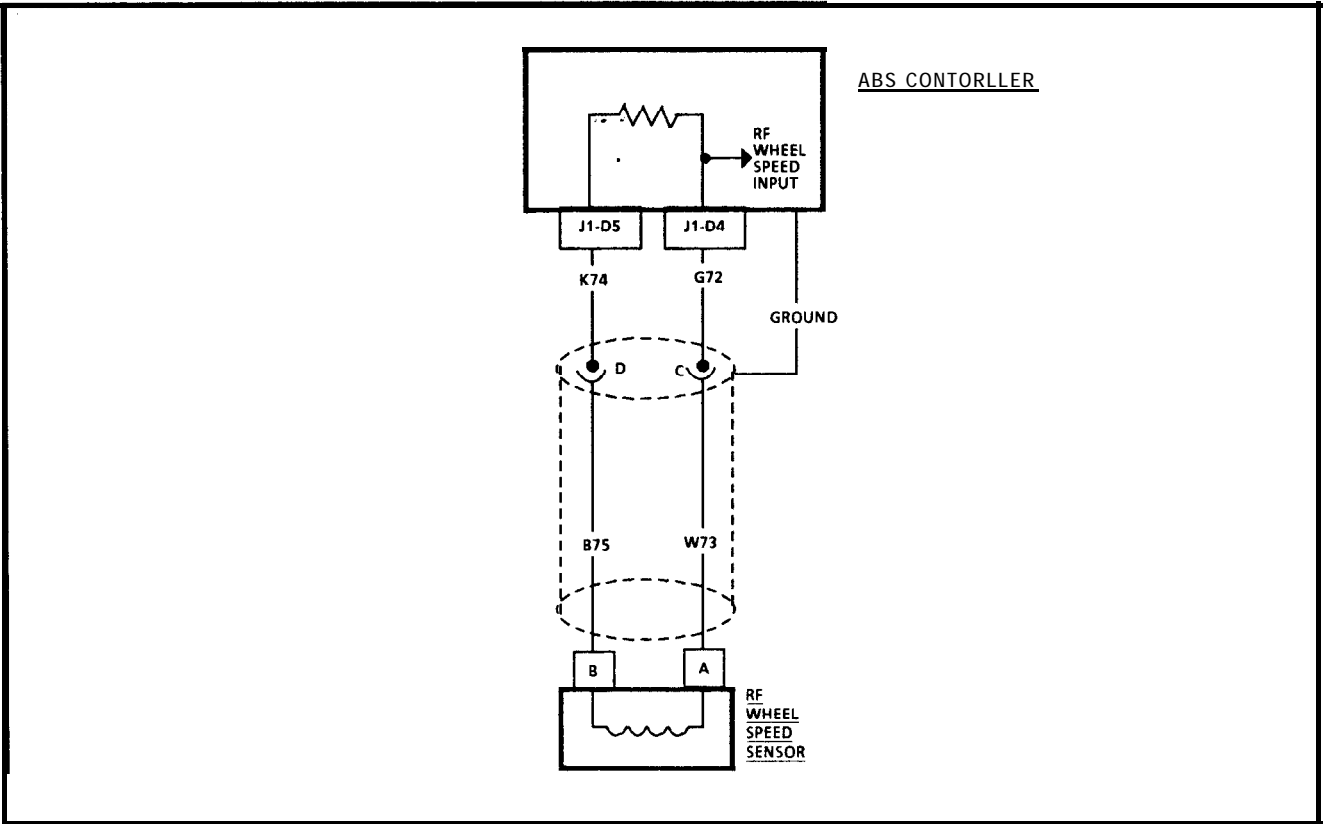 ABS CONTORLLER
RF
WHEEL
SPEED
INPUT
J1-D5
J1-D4
K74
G72
GROUND
D
C
B75
W73
B
A
RF
WHEEL
SPEED
SENSOR